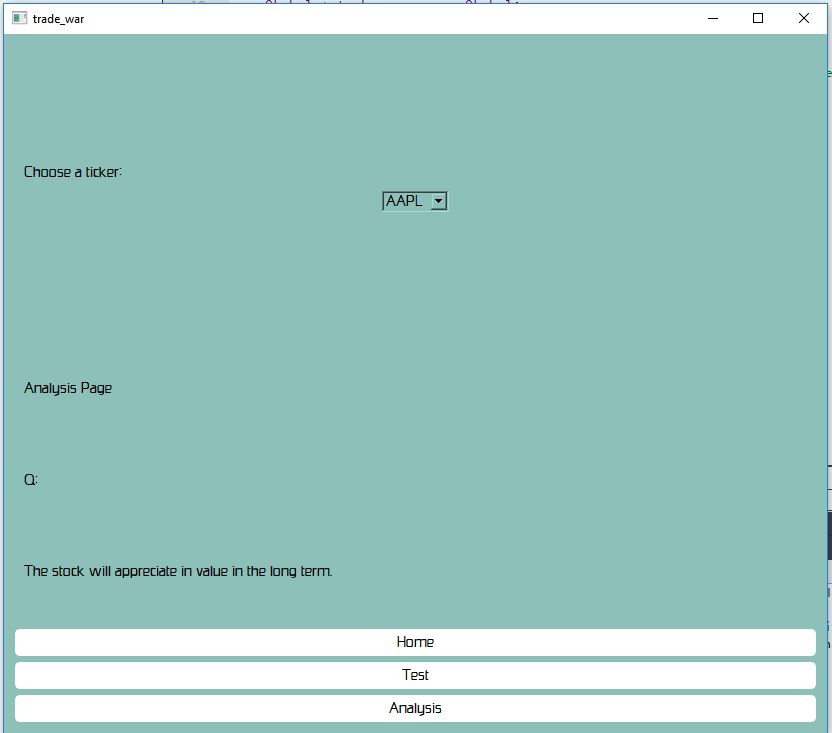 trade_war
Choose a ticker:
AAPL
Analysis Page
Q:
The stock will appreciate in value in the long term.
Home
Test
Analysis